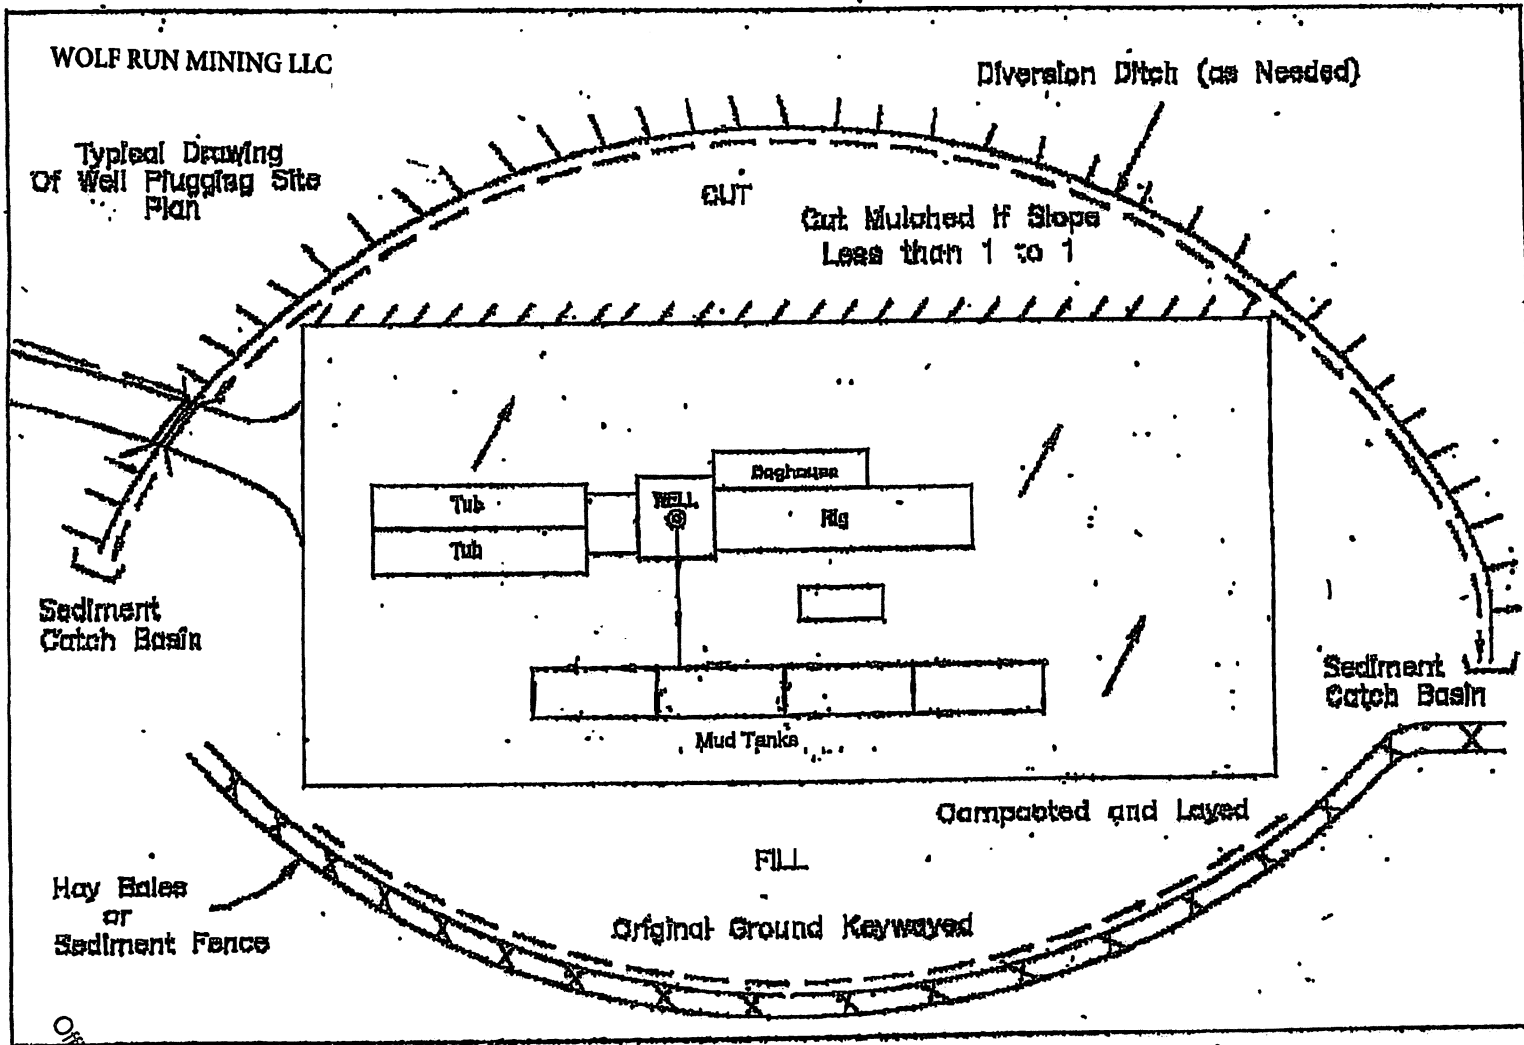 WOLF RUN MINING LLC
Diversion Ditch (as Needed)
Typical Drawing
Of Well Plugging Site
Plan
CUT
Cut Mulched if Slope
Less than 1 to 1
Doghouse
Tub
WELL
Rig
Tub
Sediment
Catch Basin
Sediment
Catch Basin
Mud Tanks
Compacted and Layed
FILL
Hay Bales
or
Sediment Fence
Original Ground Keywayed